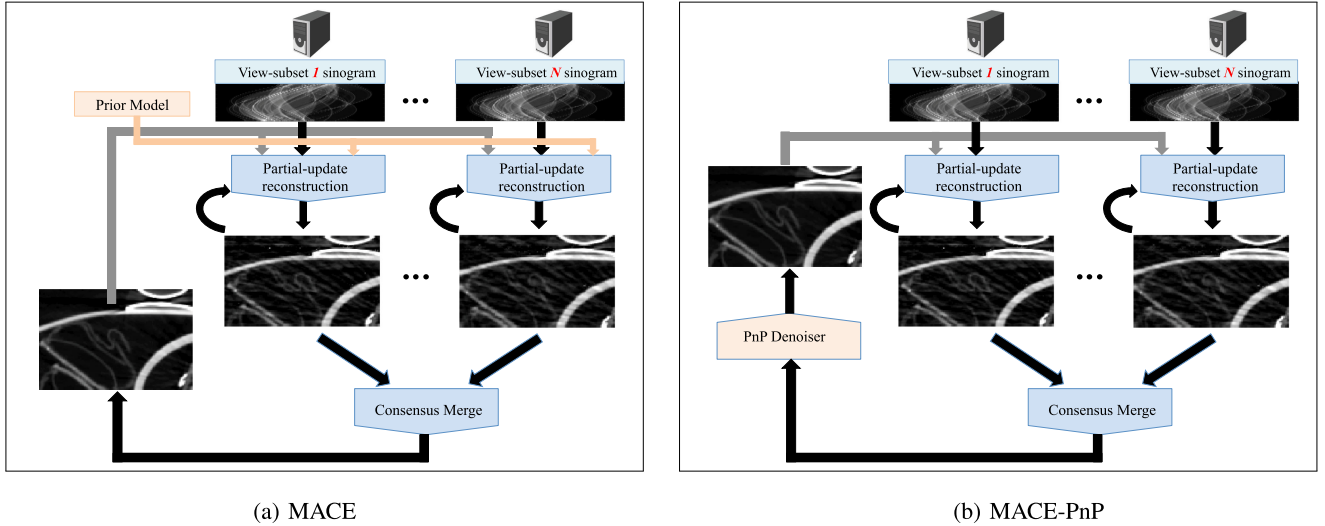 View-subset 1 sinogram
View-subset N sinogram
Prior Model
...
Partial-update
reconstruction
Partial-update
reconstruction
...
Consensus Merge
(a) MACE
View-subset 1 sinogram
View-subset N sinogram
...
Partial-update
reconstruction
Partial-update
reconstruction
...
PnP Denoiser
Consensus Merge
(b) MACE-PnP